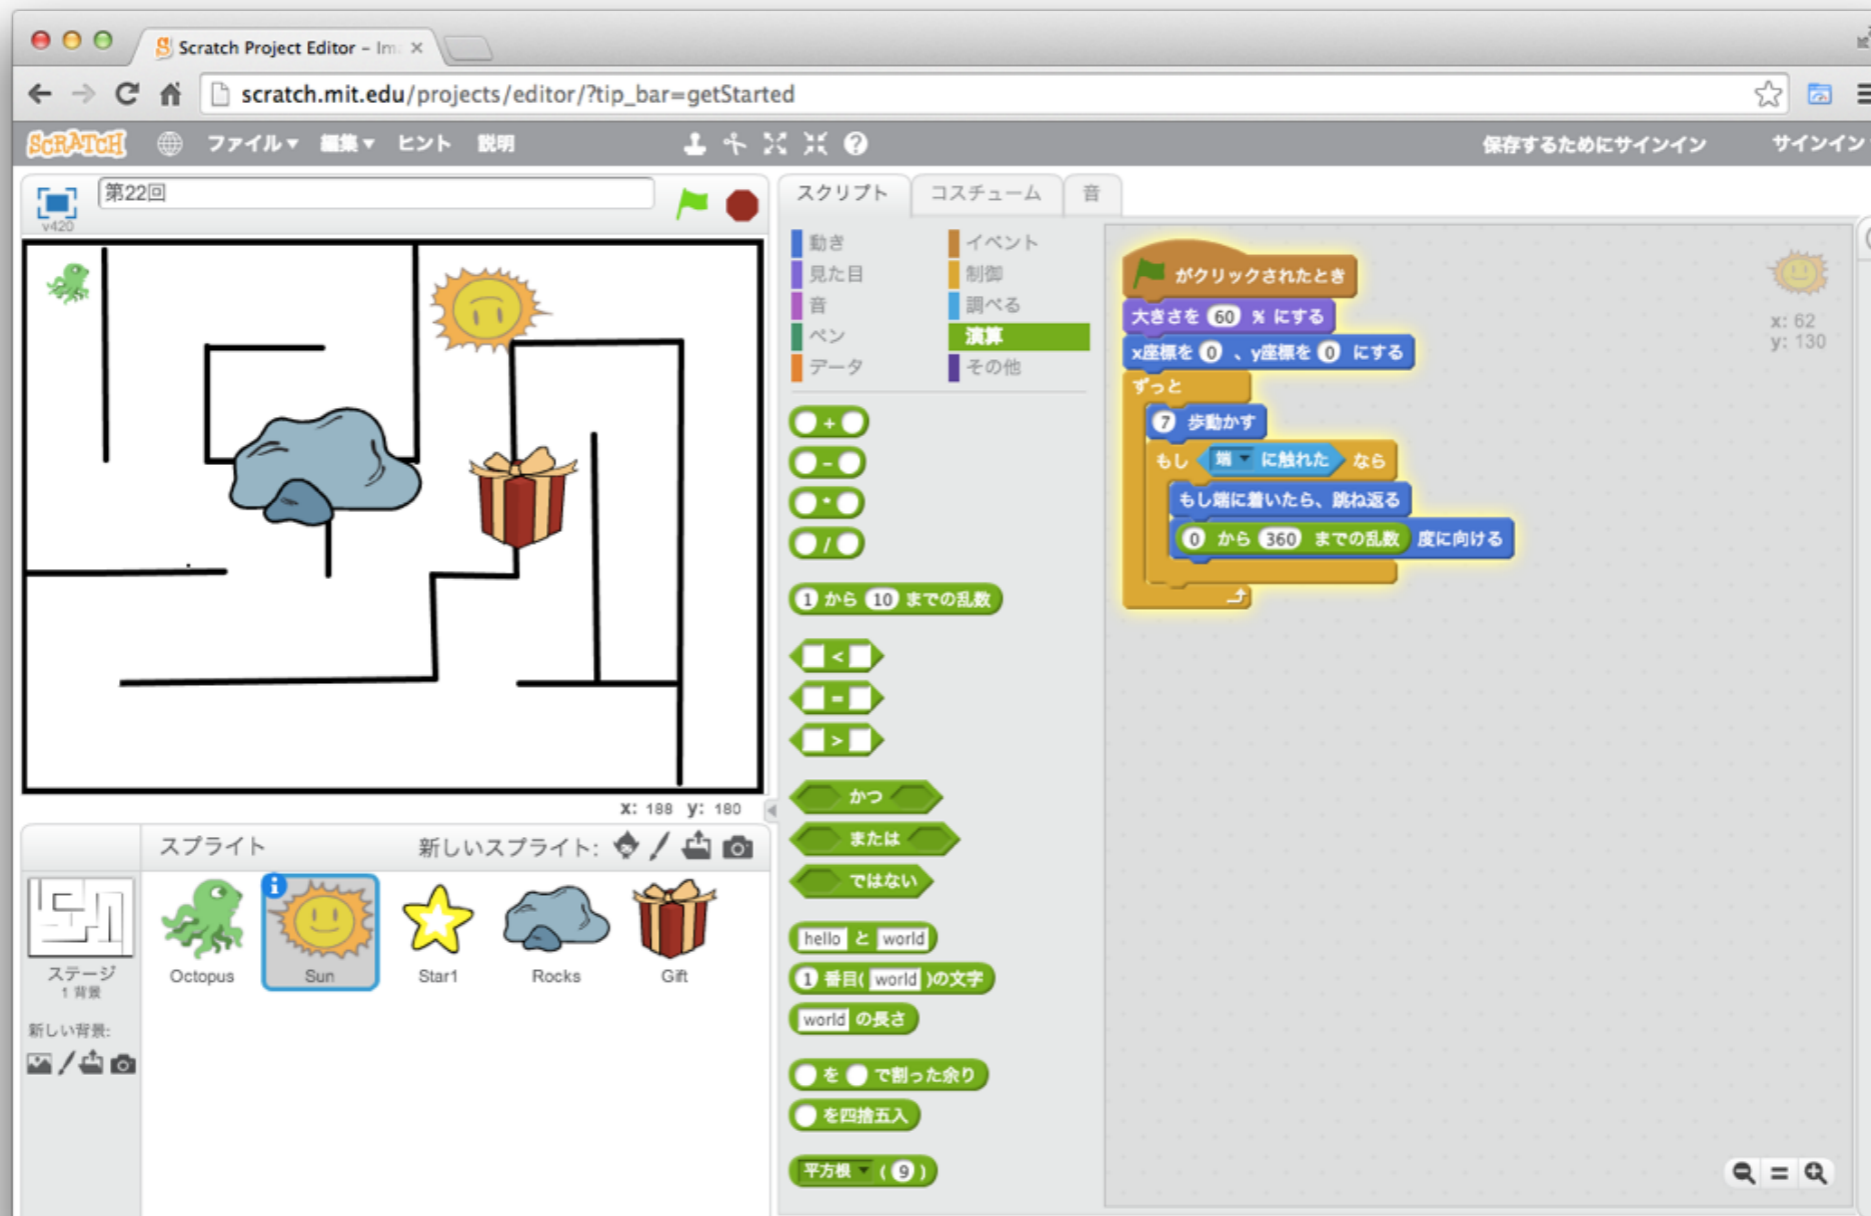 Scratch Project Editor – Im
scratch.mit.edu/projects/editor/?tip_bar=getStarted
SCRATCH ファイル 編集 ヒント 説明 保存するためにサインイン サインイン
v420
第22回
スクリプト コスチューム 音
動き イベント
見た目 制御
音 調べる
ペン 演算
データ その他
+
-
*
/
1 から 10 までの乱数
<
=
>
かつ
または
ではない
hello と world
1 番目( world )の文字
world の長さ
を で割った余り
を四捨五入
平方根 ( 9 )
がクリックされたとき
大きさを 60 % にする
x座標を 0 、y座標を 0 にする
ずっと
7 歩動かす
もし 端 に触れた なら
もし端に着いたら、跳ね返る
0 から 360 までの乱数 度に向ける
x: 62
y: 130
x: 188 y: 180
スプライト 新しいスプライト:
Octopus Sun Star1 Rocks Gift
ステージ
1 背景
新しい背景: